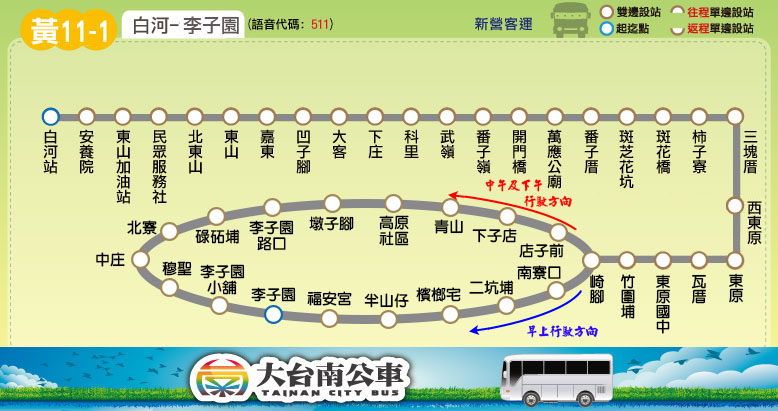 黃11-1
白河-李子園
(語音代碼: 511)
新營客運
雙邊設站
往程單邊設站
起迄點
返程單邊設站
白河站
安養院
東山加油站
民眾服務社
北東山
東山
嘉東
凹子腳
大客
下庄
科里
武嶺
番子嶺
開門橋
萬應公廟
番子厝
斑芝花坑
斑花橋
柿子寮
三塊厝
西東原
東原
瓦厝
東原國中
竹圍埔
崎腳
中午及下午
行駛方向
店子前
下子店
青山
高原
社區
墩子腳
李子園
路口
碌砳埔
北寮
中庄
穆聖
李子園
小舖
李子園
福安宮
半山仔
檳榔宅
二坑埔
南寮口
早上行駛方向
大台南公車
TAINAN CITY BUS